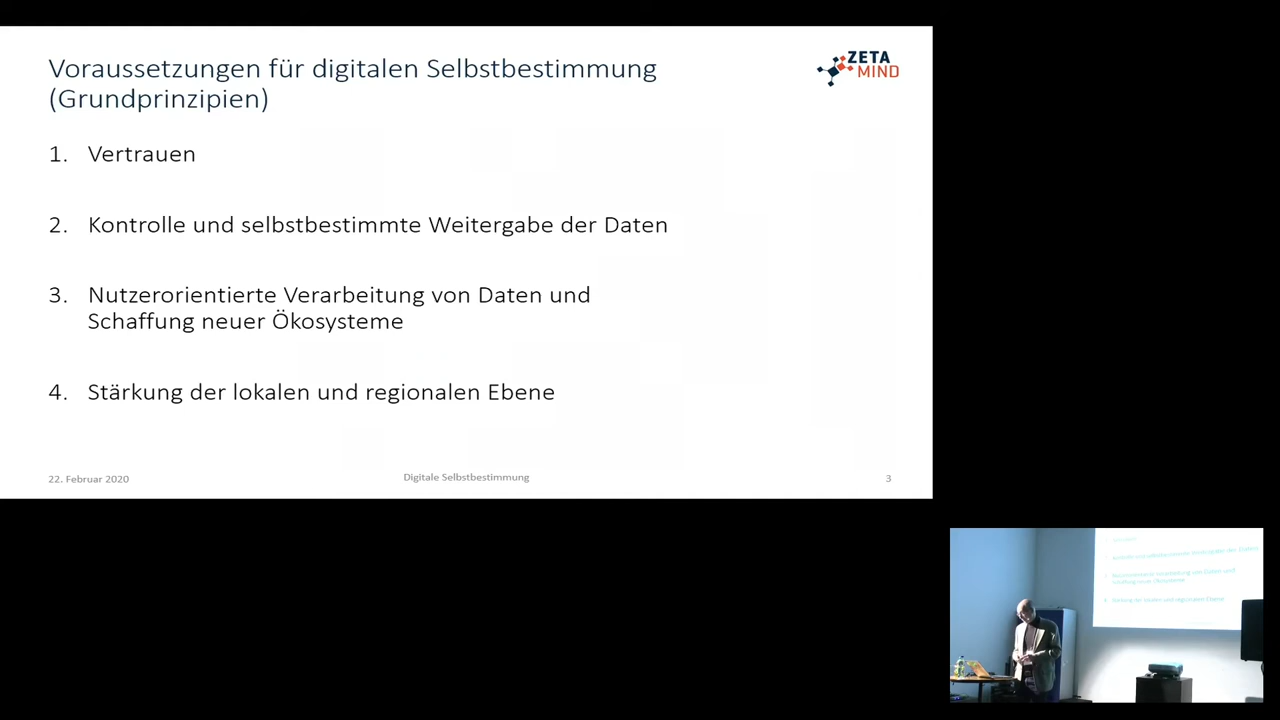 Voraussetzungen für digitalen Selbstbestimmung
(Grundprinzipien)
ZETA
MIND
1. Vertrauen
2. Kontrolle und selbstbestimmte Weitergabe der Daten
3. Nutzerorientierte Verarbeitung von Daten und
Schaffung neuer Ökosysteme
4. Stärkung der lokalen und regionalen Ebene
22. Februar 2020
Digitale Selbstbestimmung
3